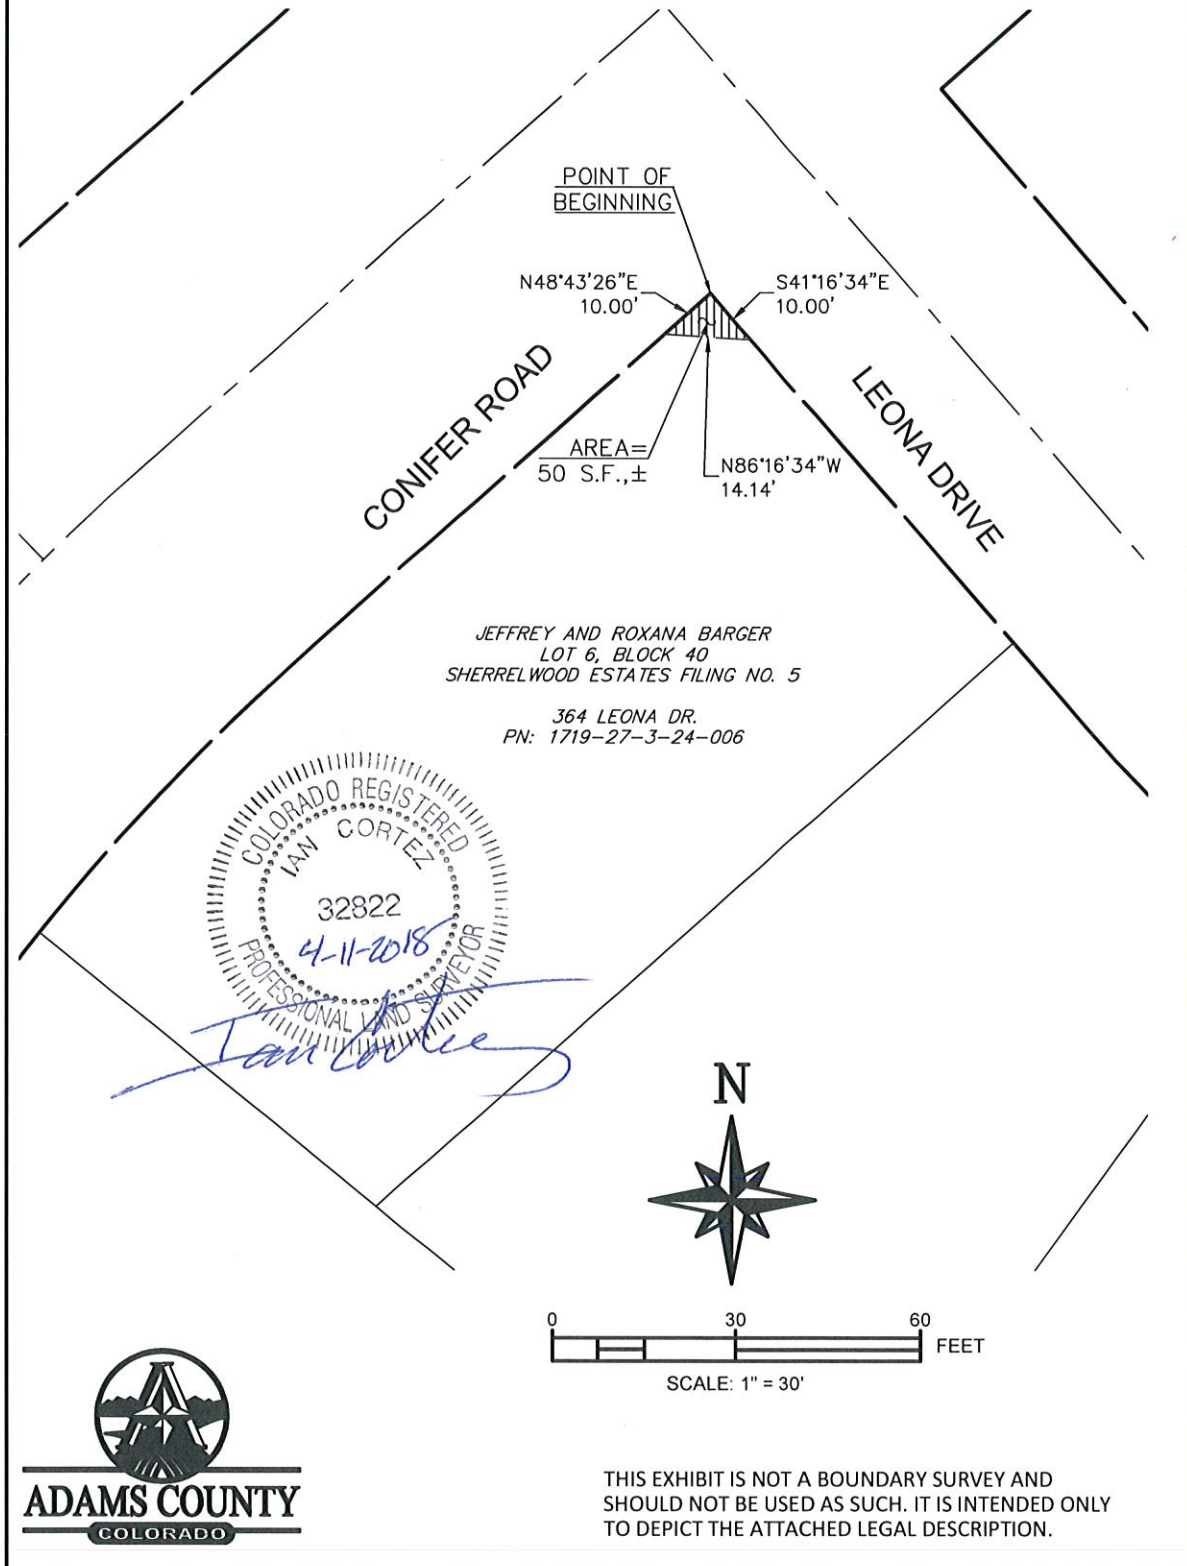 POINT OF
BEGINNING
N48°43'26"E
10.00'
S41°16'34"E
10.00'
CONIFER ROAD
LEONA DRIVE
AREA=
50 S.F.,±
N86°16'34"W
14.14'
JEFFREY AND ROXANA BARGER
LOT 6, BLOCK 40
SHERRELWOOD ESTATES FILING NO. 5
364 LEONA DR.
PN: 1719-27-3-24-006
COLORADO REGISTERED
IAN CORTEZ
32822
4-11-2018
PROFESSIONAL LAND SURVEYOR
Ian Cortez
N
0 30 60
FEET
SCALE: 1" = 30'
ADAMS COUNTY
COLORADO
THIS EXHIBIT IS NOT A BOUNDARY SURVEY AND
SHOULD NOT BE USED AS SUCH. IT IS INTENDED ONLY
TO DEPICT THE ATTACHED LEGAL DESCRIPTION.